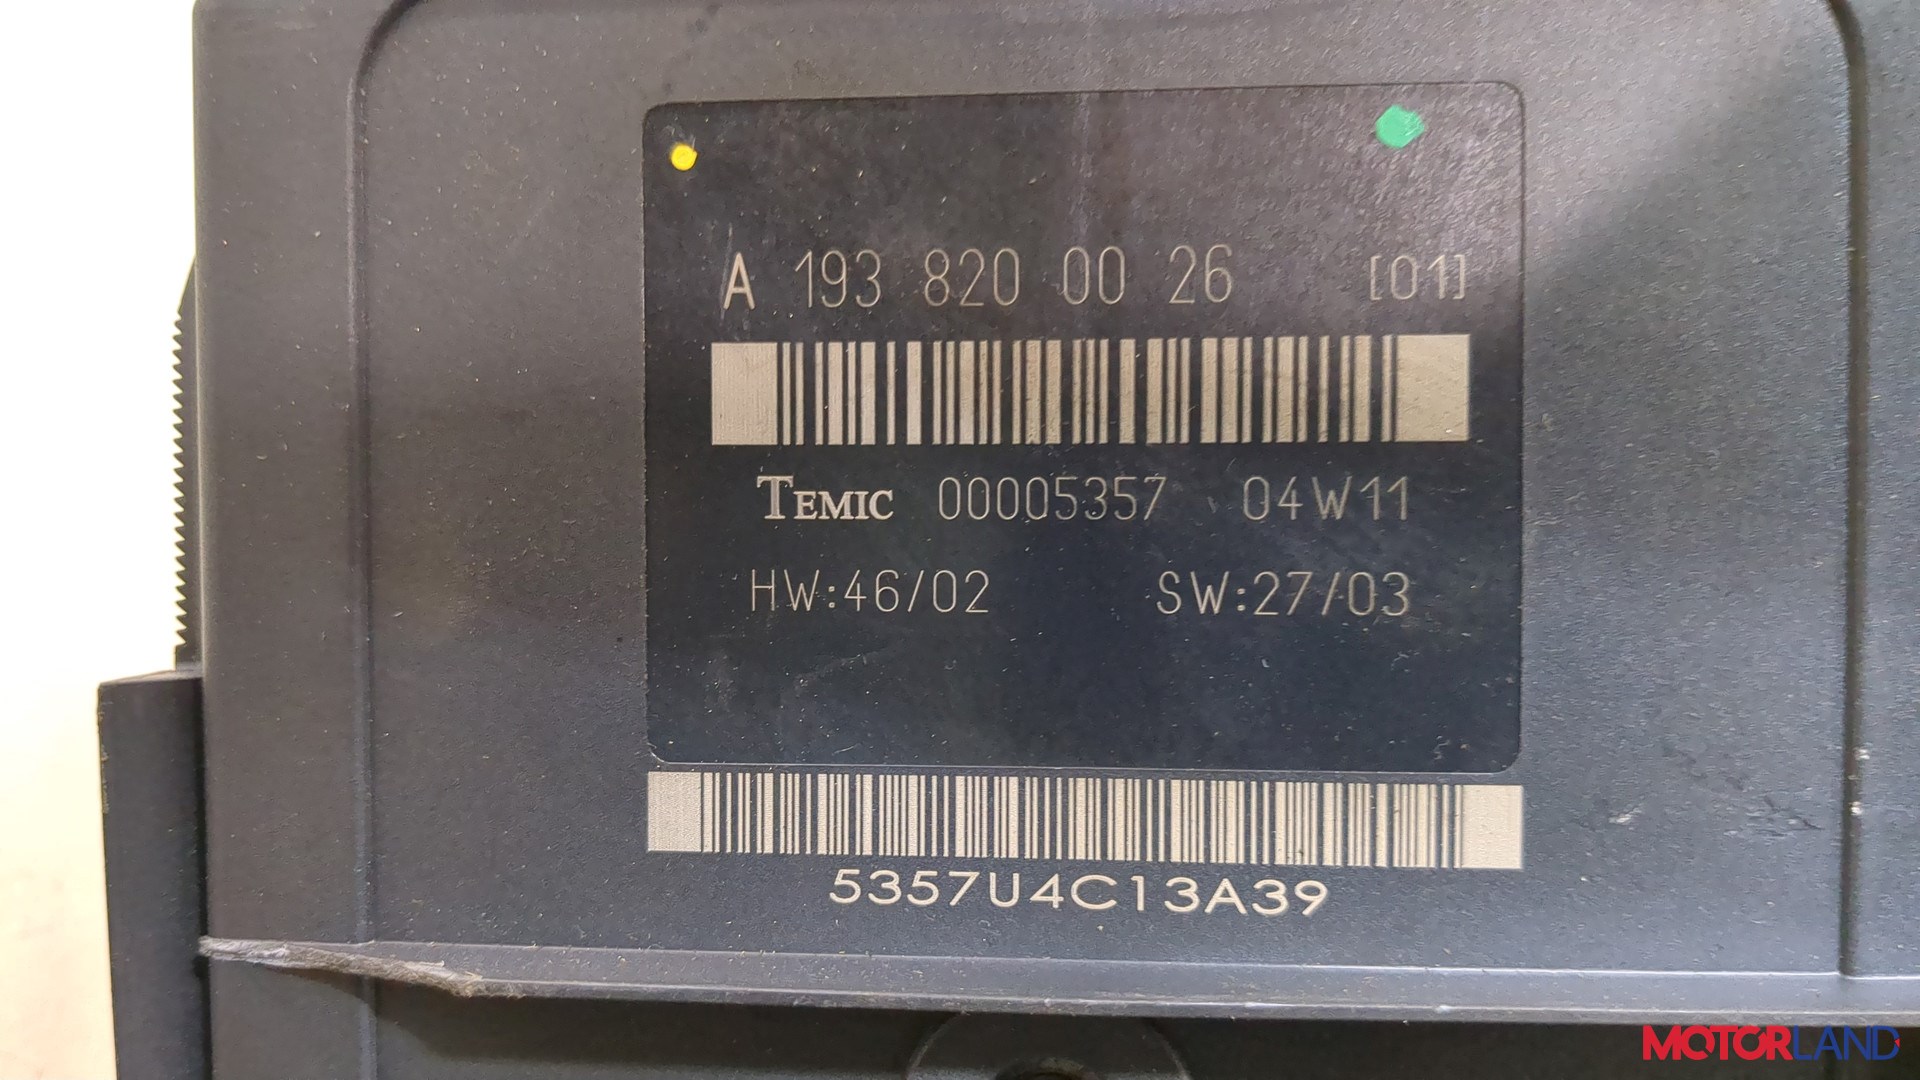 A 193 820 00 26 [01]
TEMIC 00005357 04W11
HW:46/02 SW:27/03
5357U4C13A39
MOTORLAND